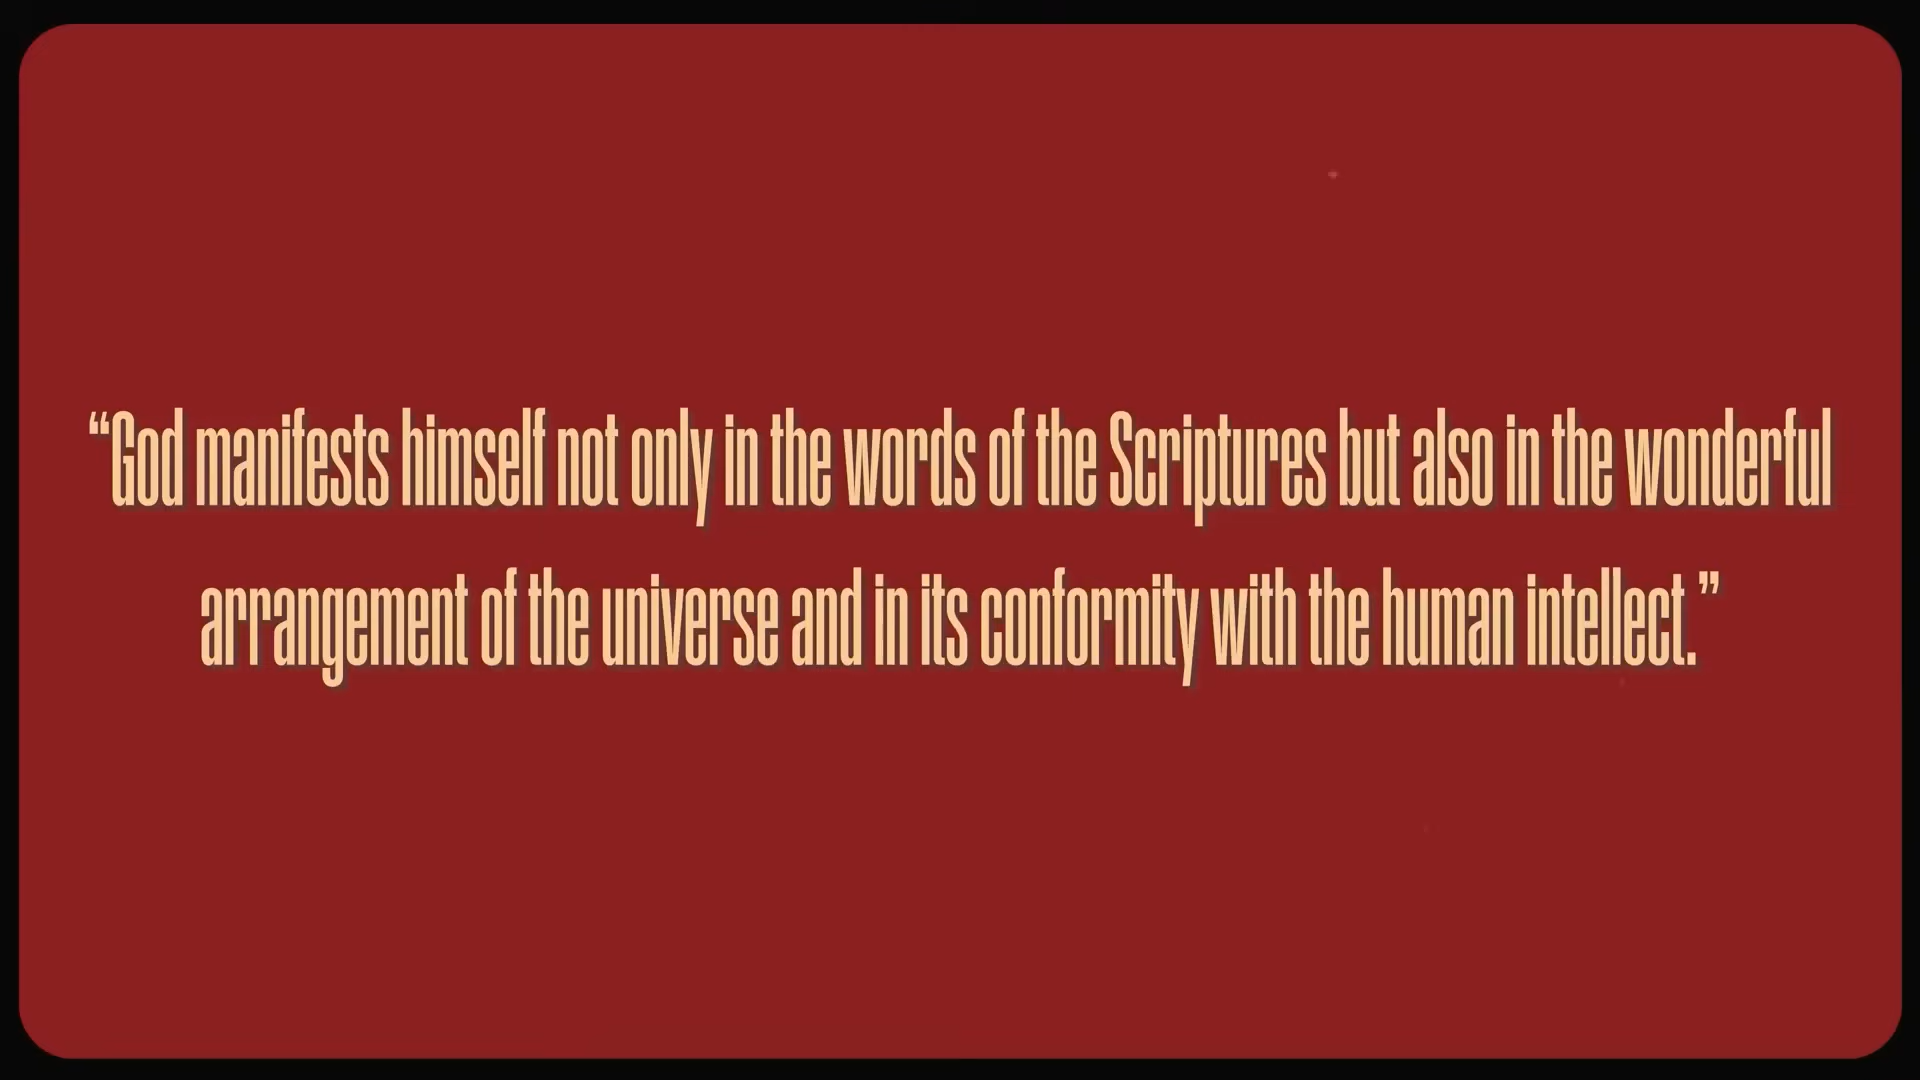 “God manifests himself not only in the words of the Scriptures but also in the wonderful
arrangement of the universe and in its conformity with the human intellect.”